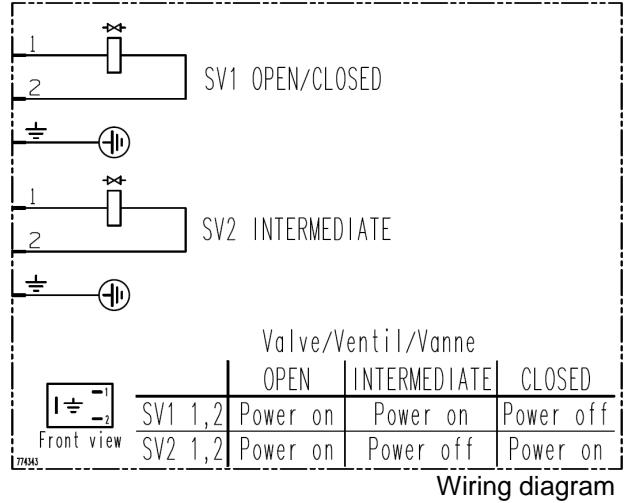 1
2
SV1 OPEN/CLOSED
1
2
SV2 INTERMEDIATE
Valve/Ventil/Vanne
OPEN INTERMEDIATE CLOSED
SV1 1,2 Power on Power on Power off
SV2 1,2 Power on Power off Power on
1
2
Front view
774343
Wiring diagram